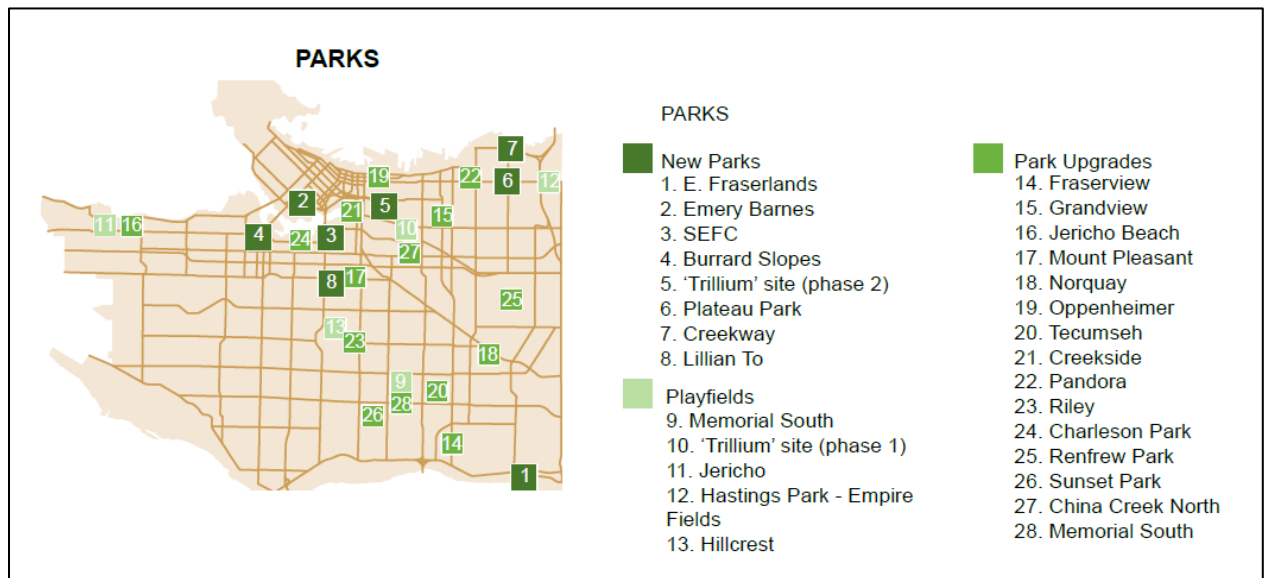 PARKS
7
19
22
6
12
2
5
21
15
11
16
10
4
24
3
27
8
17
25
13
23
18
9
20
28
26
14
1
PARKS
New Parks
1. E. Fraserlands
2. Emery Barnes
3. SEFC
4. Burrard Slopes
5. ‘Trillium’ site (phase 2)
6. Plateau Park
7. Creekway
8. Lillian To
Playfields
9. Memorial South
10. ‘Trillium’ site (phase 1)
11. Jericho
12. Hastings Park - Empire
Fields
13. Hillcrest
Park Upgrades
14. Fraserview
15. Grandview
16. Jericho Beach
17. Mount Pleasant
18. Norquay
19. Oppenheimer
20. Tecumseh
21. Creekside
22. Pandora
23. Riley
24. Charleson Park
25. Renfrew Park
26. Sunset Park
27. China Creek North
28. Memorial South